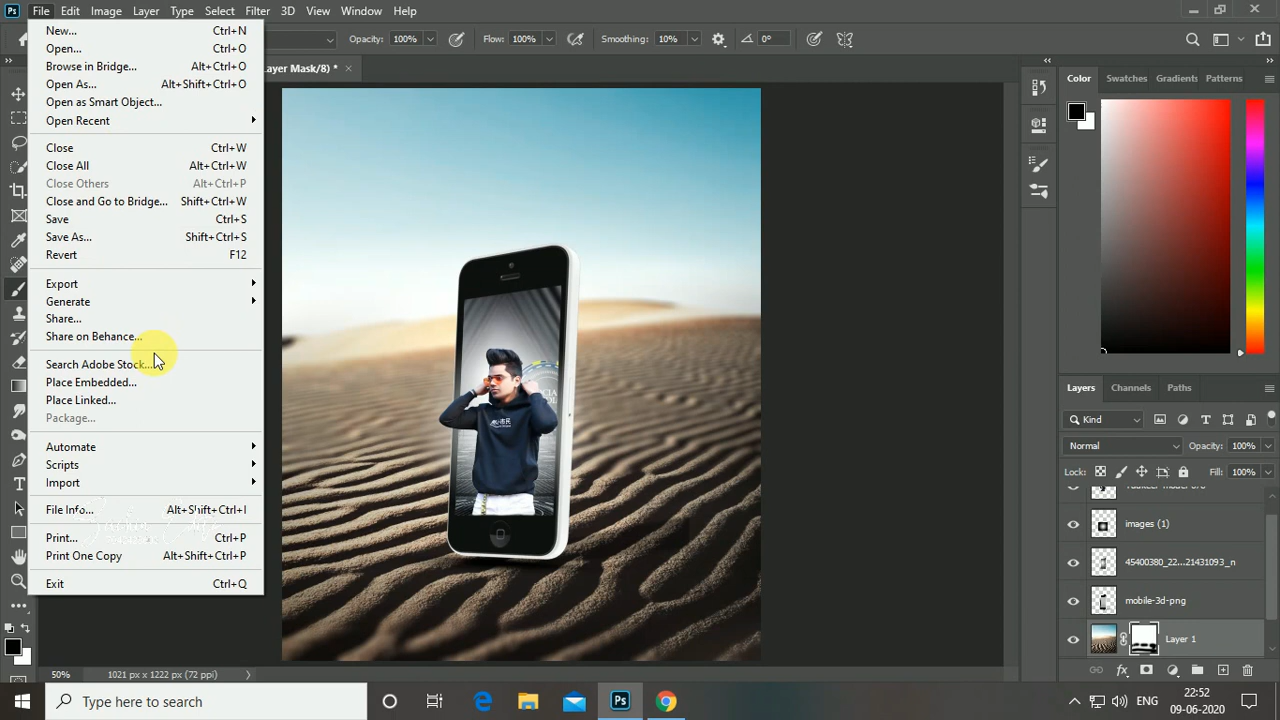 Ps File Edit Image Layer Type Select Filter 3D View Window Help
Opacity: 100% Flow: 100% Smoothing: 10% 0°
Layer Mask/8) *
New... Ctrl+N
Open... Ctrl+O
Browse in Bridge... Alt+Ctrl+O
Open As... Alt+Shift+Ctrl+O
Open as Smart Object...
Open Recent
Close Ctrl+W
Close All Alt+Ctrl+W
Close Others Alt+Ctrl+P
Close and Go to Bridge... Shift+Ctrl+W
Save Ctrl+S
Save As... Shift+Ctrl+S
Revert F12
Export
Generate
Share...
Share on Behance...
Search Adobe Stock...
Place Embedded...
Place Linked...
Package...
Automate
Scripts
Import
File Info... Alt+Shift+Ctrl+I
Print... Ctrl+P
Print One Copy Alt+Shift+Ctrl+P
Exit Ctrl+Q
Color Swatches Gradients Patterns
Layers Channels Paths
Kind
Normal Opacity: 100%
Lock: Fill: 100%
images (1)
45400380_22...21431093_n
mobile-3d-png
Layer 1
50% 1021 px x 1222 px (72 ppi)
Type here to search
Ps
ENG
22:52
09-06-2020